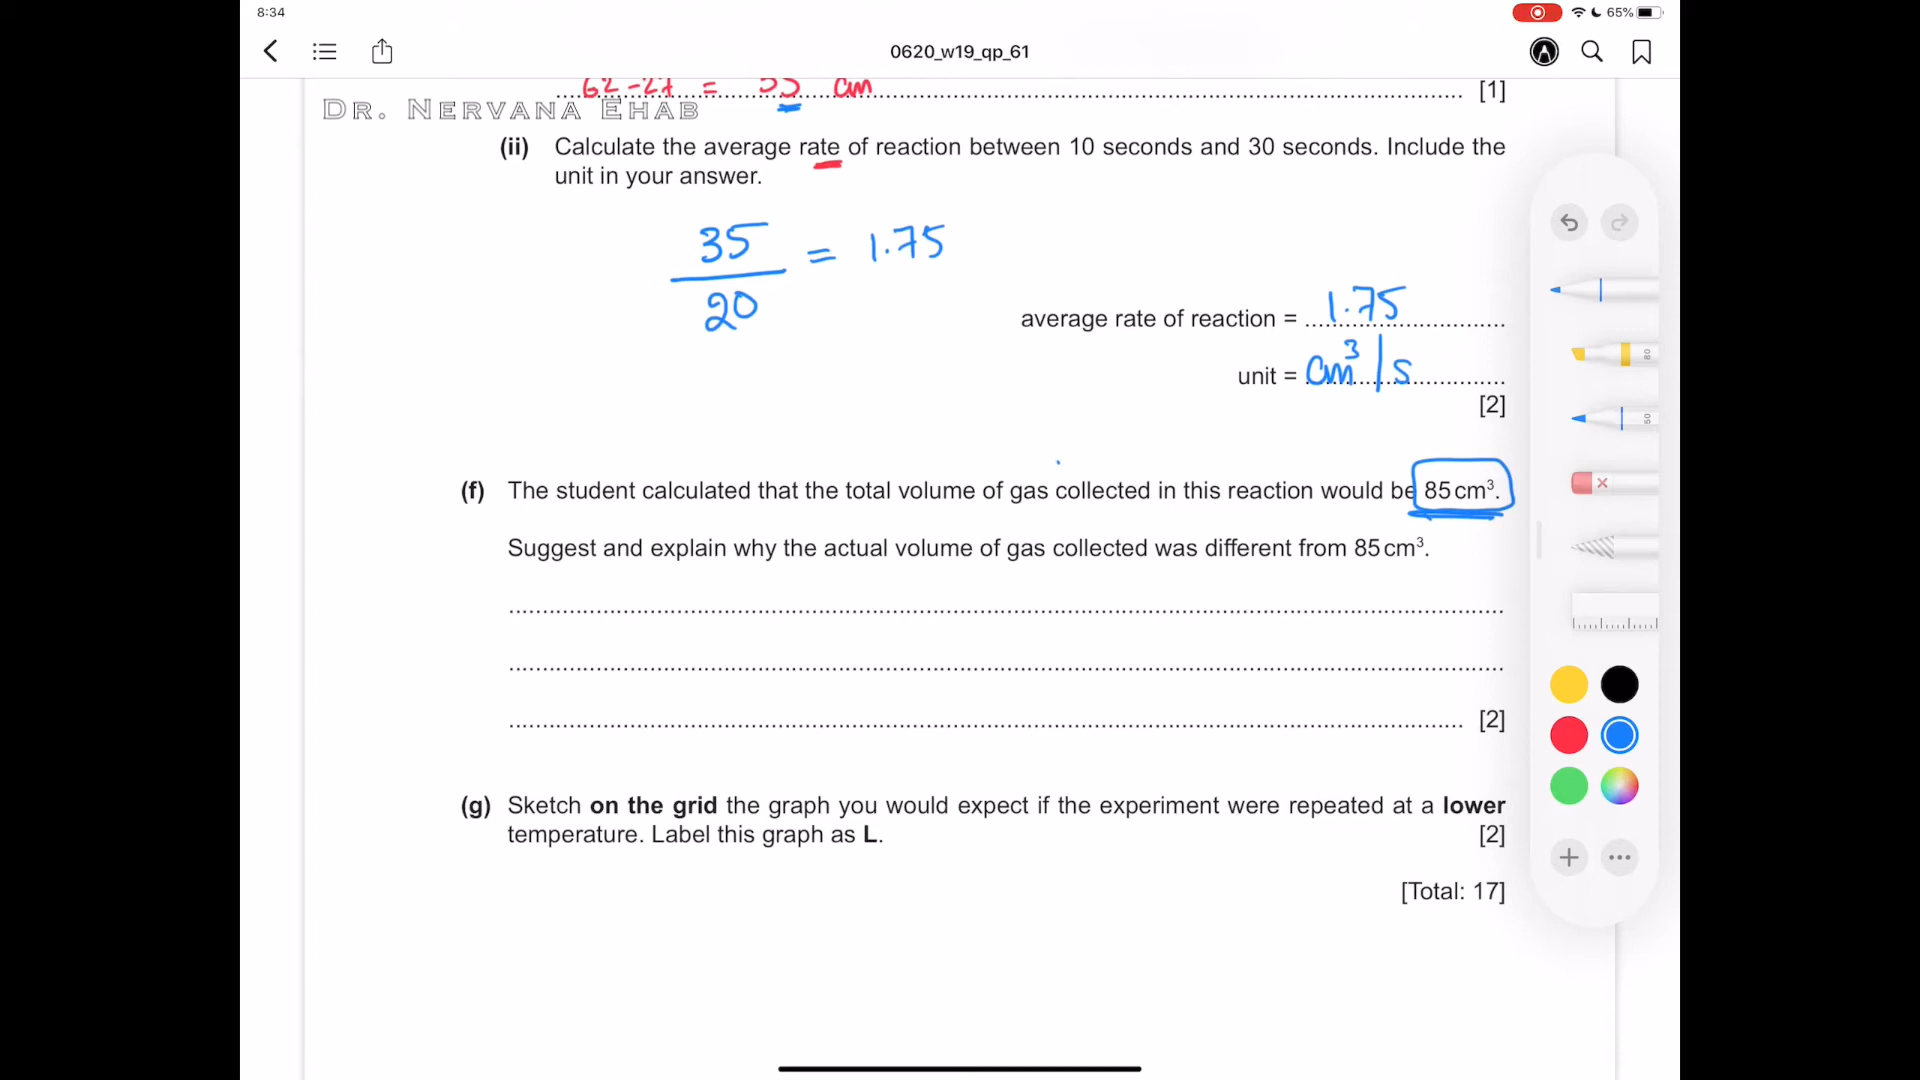 8:34
65%
0620_w19_qp_61
62-27 = 35 cm
[1]
DR. NERVANA EHAB
(ii) Calculate the average rate of reaction between 10 seconds and 30 seconds. Include the
unit in your answer.
35
20
= 1.75
average rate of reaction = 1.75
unit = cm³/s
[2]
(f) The student calculated that the total volume of gas collected in this reaction would be 85 cm³.
Suggest and explain why the actual volume of gas collected was different from 85 cm³.
[2]
(g) Sketch on the grid the graph you would expect if the experiment were repeated at a lower
temperature. Label this graph as L.
[2]
[Total: 17]
80
50